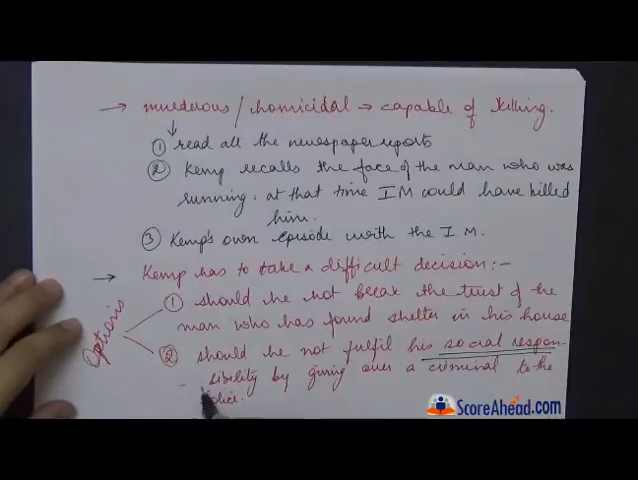 → murderous / homicidal → capable of killing.
① read all the newspaper reports
② Kemp recalls the face of the man who was
running. at that time I M could have killed
him.
③ Kemp's own episode with the I M.
→ Kemp has to take a difficult decision:-
Options
① should he not break the trust of the
man who has found shelter in his house
② should he not fulfil his social respon-
- sibility by giving over a criminal to the
police.
ScoreAhead.com